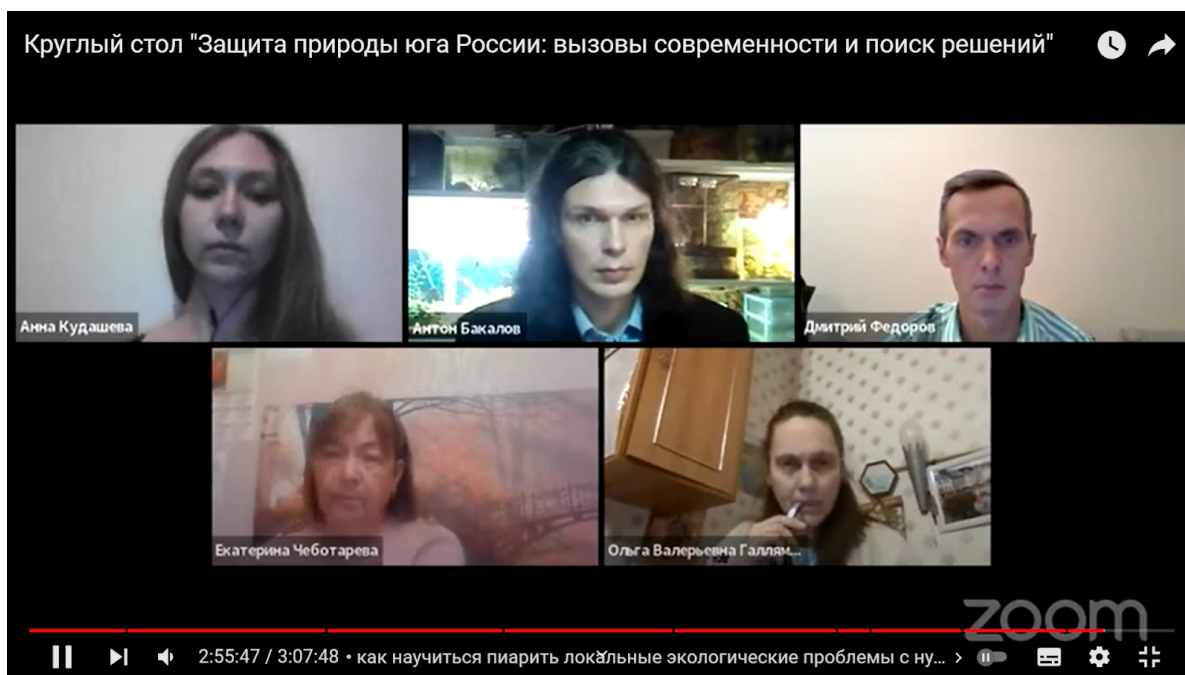 Круглый стол "Защита природы юга России: вызовы современности и поиск решений"
Анна Кудашева
Антон Бакалов
Дмитрий Федоров
Екатерина Чеботарева
Ольга Валерьевна Галлям...
zoom
2:55:47 / 3:07:48 • как научиться пиарить локальные экологические проблемы с ну... >